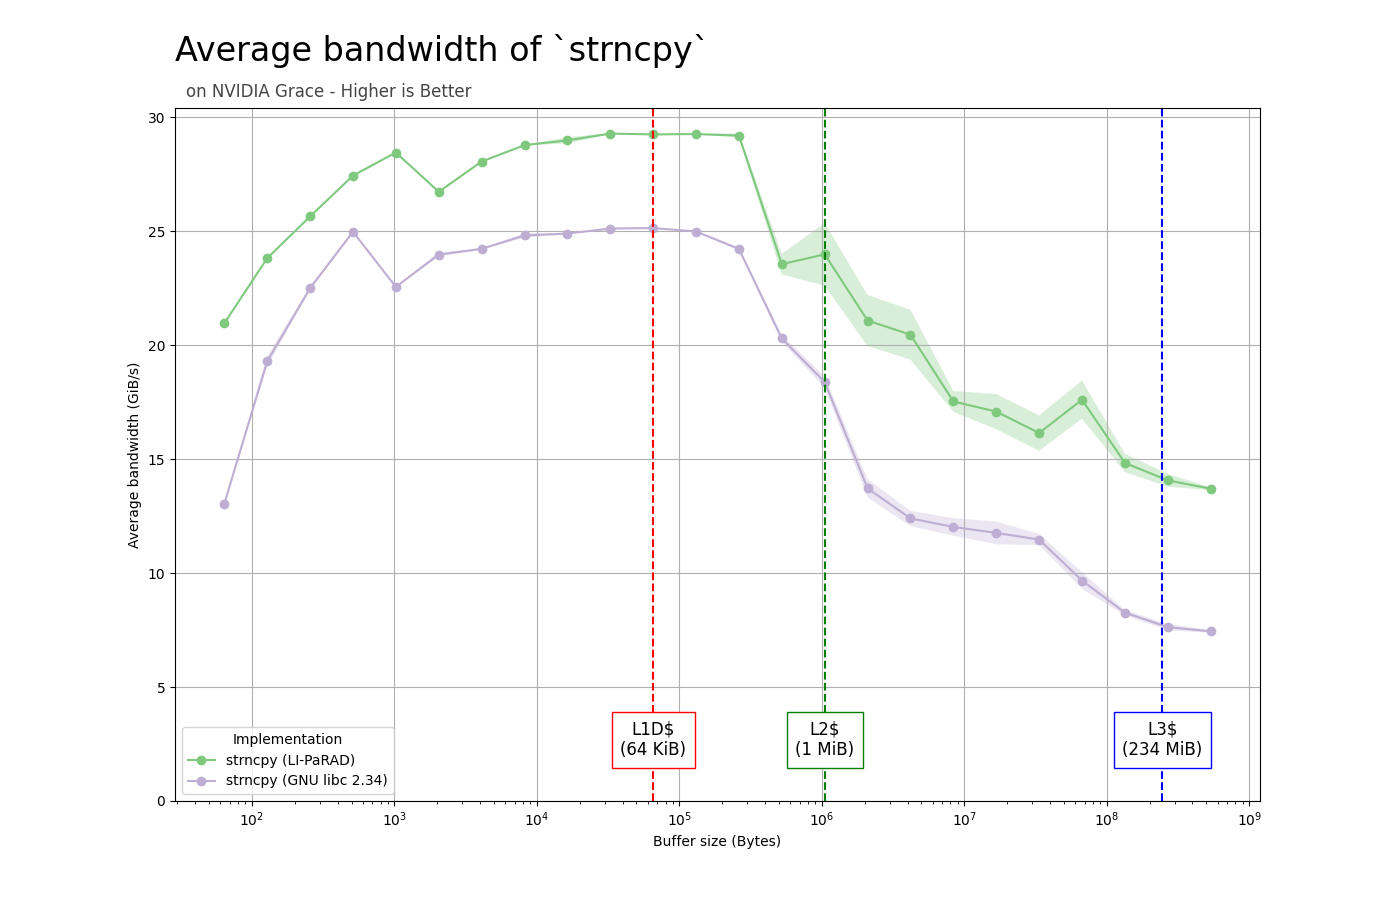 Average bandwidth of `strncpy`
on NVIDIA Grace - Higher is Better
30
25
20
15
10
5
0
Average bandwidth (GiB/s)
L1D$
(64 KiB)
L2$
(1 MiB)
L3$
(234 MiB)
Implementation
strncpy (LI-PaRAD)
strncpy (GNU libc 2.34)
10² 10³ 10⁴ 10⁵ 10⁶ 10⁷ 10⁸ 10⁹
Buffer size (Bytes)